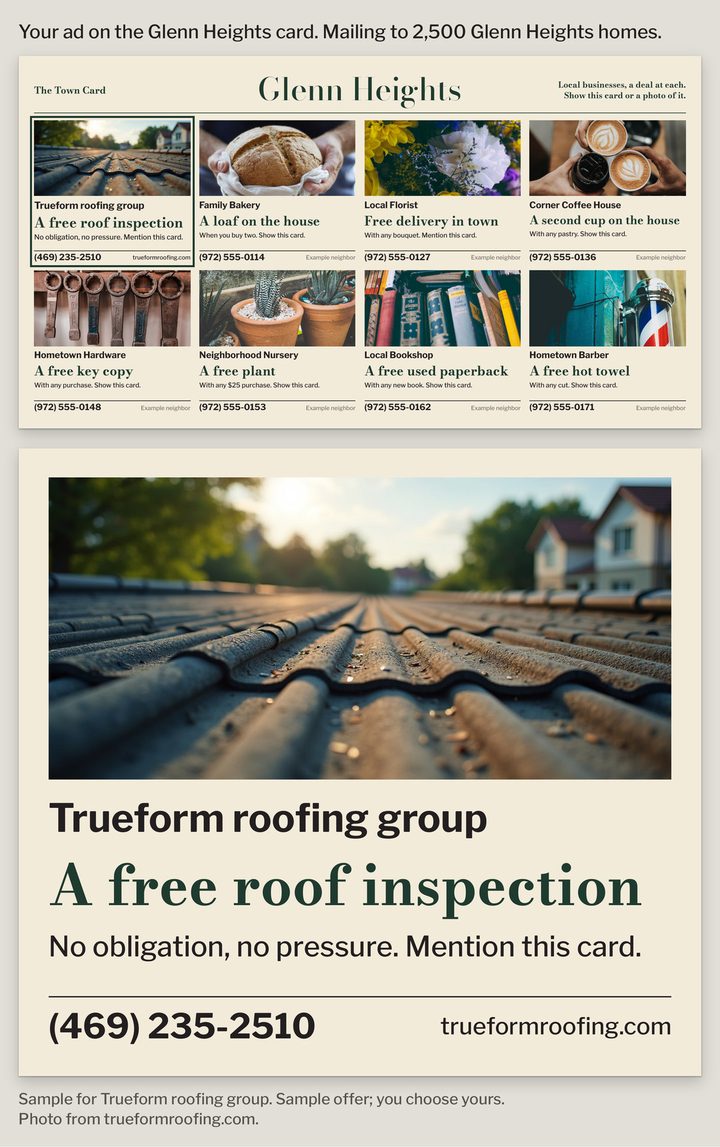 Your ad on the Glenn Heights card. Mailing to 2,500 Glenn Heights homes.
The Town Card
Glenn Heights
Local businesses, a deal at each.
Show this card or a photo of it.
Trueform roofing group
A free roof inspection
No obligation, no pressure. Mention this card.
(469) 235-2510
trueformroofing.com
Family Bakery
A loaf on the house
When you buy two. Show this card.
(972) 555-0114
Example neighbor
Local Florist
Free delivery in town
With any bouquet. Mention this card.
(972) 555-0127
Example neighbor
Corner Coffee House
A second cup on the house
With any pastry. Show this card.
(972) 555-0136
Example neighbor
Hometown Hardware
A free key copy
With any purchase. Show this card.
(972) 555-0148
Example neighbor
Neighborhood Nursery
A free plant
With any $25 purchase. Show this card.
(972) 555-0153
Example neighbor
Local Bookshop
A free used paperback
With any new book. Show this card.
(972) 555-0162
Example neighbor
Hometown Barber
A free hot towel
With any cut. Show this card.
(972) 555-0171
Example neighbor
Trueform roofing group
A free roof inspection
No obligation, no pressure. Mention this card.
(469) 235-2510
trueformroofing.com
Sample for Trueform roofing group. Sample offer; you choose yours.
Photo from trueformroofing.com.